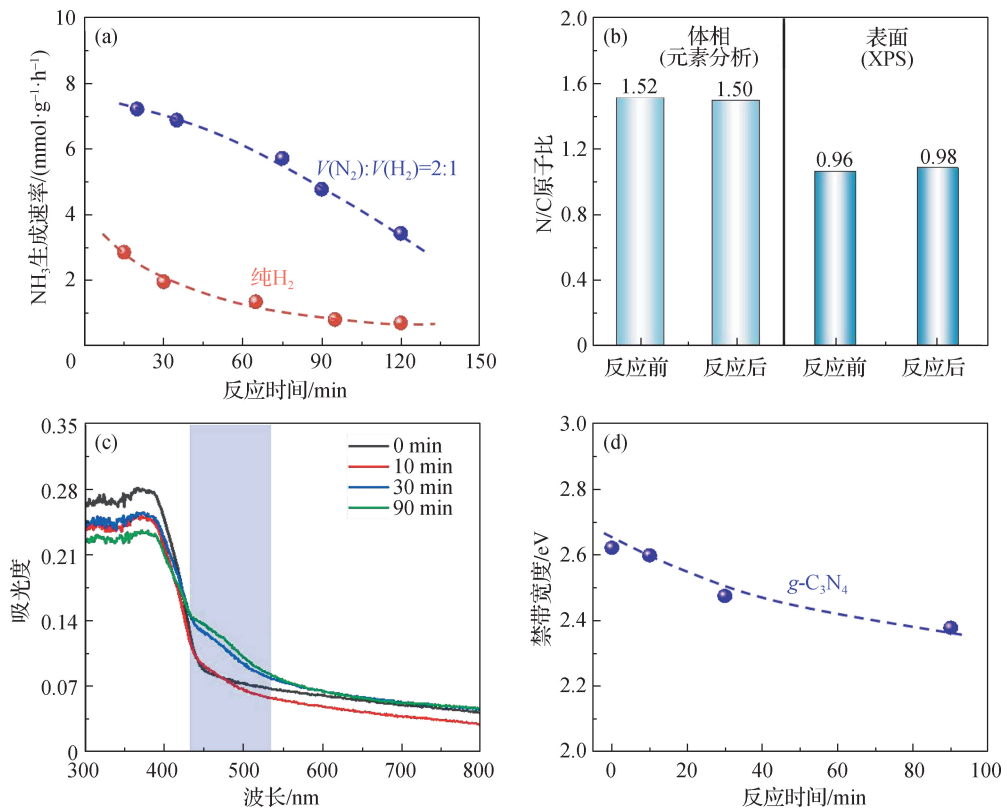 (a)
10
8
6
4
2
0
30
60
90
120
150
NH₃生成速率/(mmol·g⁻¹·h⁻¹)
反应时间/min
V(N₂):V(H₂)=2:1
纯H₂
(b)
体相
(元素分析)
表面
(XPS)
2.0
1.6
1.2
0.8
0.4
0
N/C原子比
1.52
1.50
0.96
0.98
反应前
反应后
反应前
反应后
(c)
0.35
0.28
0.21
0.14
0.07
0
300
400
500
600
700
800
吸光度
波长/nm
0 min
10 min
30 min
90 min
(d)
3.0
2.8
2.6
2.4
2.2
2.0
0
20
40
60
80
100
禁带宽度/eV
反应时间/min
g-C₃N₄